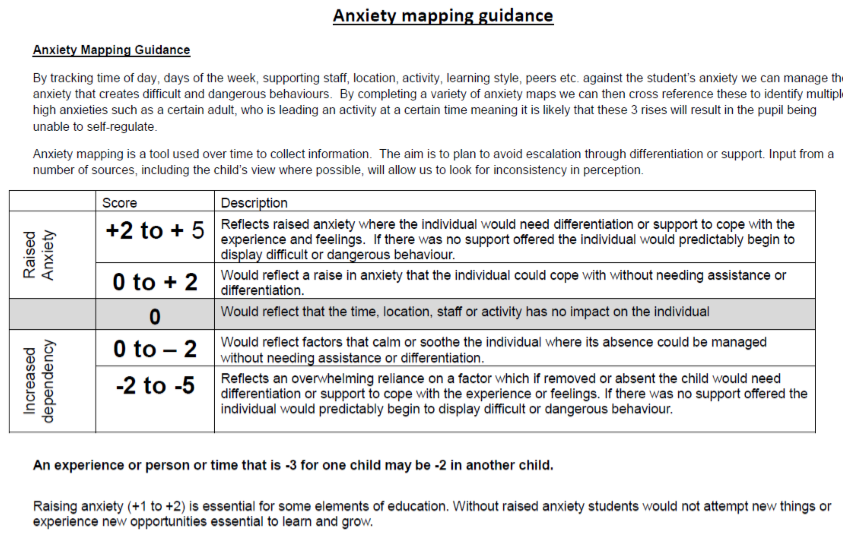 Anxiety mapping guidance
Anxiety Mapping Guidance
By tracking time of day, days of the week, supporting staff, location, activity, learning style, peers etc. against the student's anxiety we can manage
anxiety that creates difficult and dangerous behaviours. By completing a variety of anxiety maps we can then cross reference these to identify
high anxieties such as a certain adult, who is leading an activity at a certain time meaning it is likely that these 3 rises will result in the pupil being
unable to self-regulate.
Anxiety mapping is a tool used over time to collect information. The aim is to plan to avoid escalation through differentiation or support. Input from a
number of sources, including the child's view where possible, will allow us to look for inconsistency in perception.
Score Description
Raised
Anxiety
+2 to + 5
Reflects raised anxiety where the individual would need differentiation or support to cope with the
experience and feelings. If there was no support offered the individual would predictably begin to
display difficult or dangerous behaviour.
0 to + 2
Would reflect a raise in anxiety that the individual could cope with without needing assistance or
differentiation.
0
Would reflect that the time, location, staff or activity has no impact on the individual
Increased
dependency
0 to – 2
Would reflect factors that calm or soothe the individual where its absence could be managed
without needing assistance or differentiation.
-2 to -5
Reflects an overwhelming reliance on a factor which if removed or absent the child would need
differentiation or support to cope with the experience or feelings. If there was no support offered the
individual would predictably begin to display difficult or dangerous behaviour.
An experience or person or time that is -3 for one child may be -2 in another child.
Raising anxiety (+1 to +2) is essential for some elements of education. Without raised anxiety students would not attempt new things or
experience new opportunities essential to learn and grow.